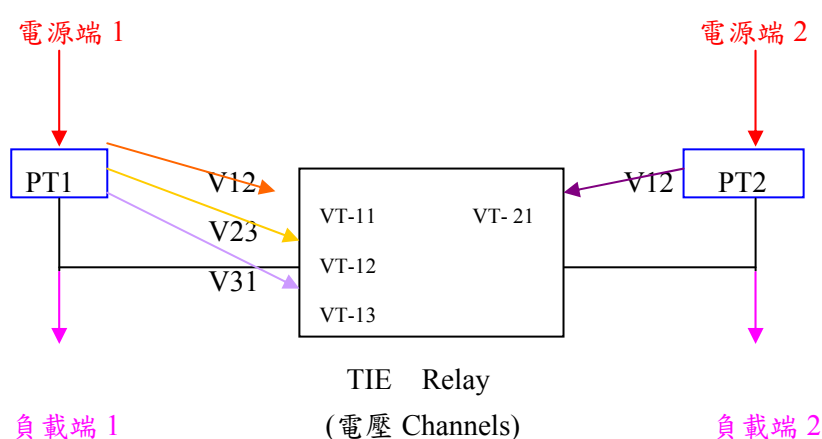 電源端 1
電源端 2
PT1
V12
V12
PT2
VT-11
VT- 21
V23
VT-12
V31
VT-13
TIE Relay
負載端 1
(電壓 Channels)
負載端 2